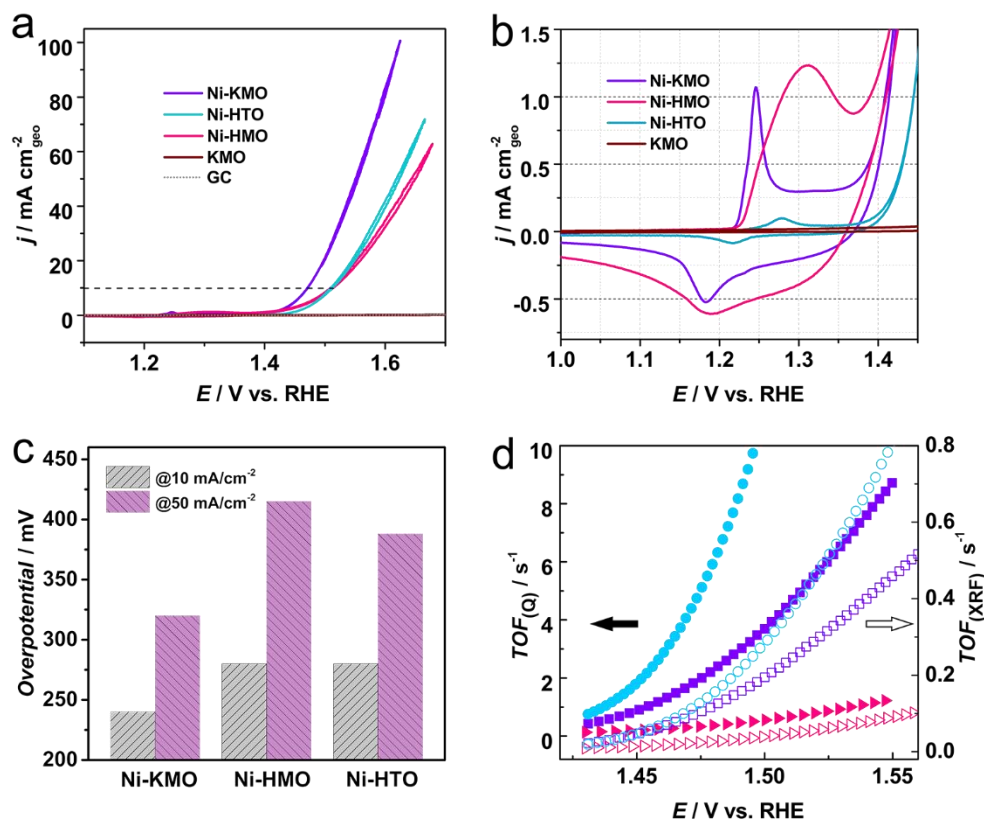 a
100
80
60
40
20
0
j / mA cm-2geo
Ni-KMO
Ni-HTO
Ni-HMO
KMO
GC
1.2
1.4
1.6
E / V vs. RHE
b
1.5
1.0
0.5
0.0
-0.5
j / mA cm-2geo
Ni-KMO
Ni-HMO
Ni-HTO
KMO
1.0
1.1
1.2
1.3
1.4
E / V vs. RHE
c
450
400
350
300
250
200
Overpotential / mV
@10 mA/cm-2
@50 mA/cm-2
Ni-KMO
Ni-HMO
Ni-HTO
d
10
8
6
4
2
0
TOF(Q) / s-1
0.8
0.6
0.4
0.2
0.0
TOF(XRF) / s-1
1.45
1.50
1.55
E / V vs. RHE